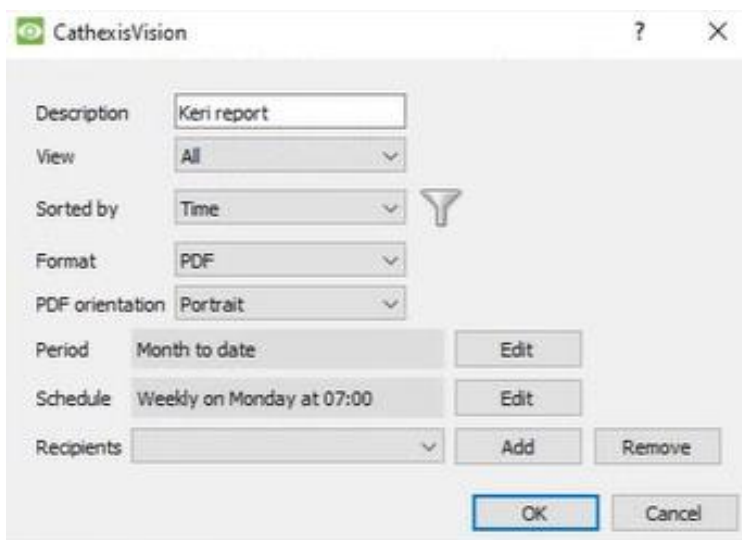 CathexisVision ?
Description Keri report
View All
Sorted by Time
Format PDF
PDF orientation Portrait
Period Month to date Edit
Schedule Weekly on Monday at 07:00 Edit
Recipients Add Remove
OK Cancel